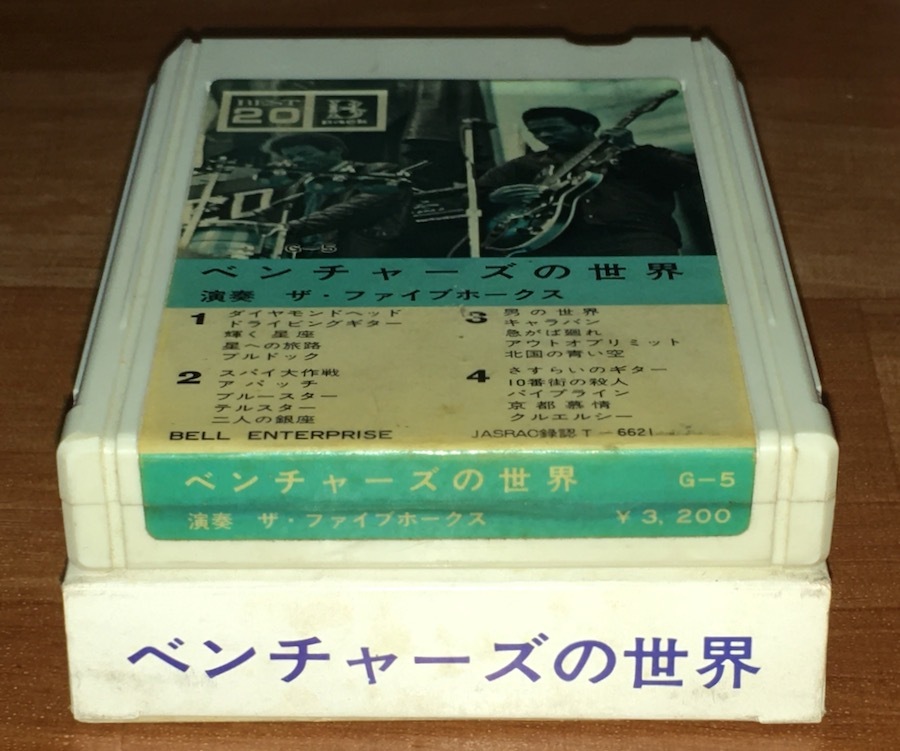 BEST
20
B
pack
G-5
ベンチャーズの世界
演奏 ザ・ファイブホークス
1 ダイヤモンドヘッド
ドライビングギター
輝く星座
星への旅路
ブルドック
2 スパイ大作戦
アパッチ
ブルースター
テルスター
二人の銀座
3 男の世界
キャラバン
急がば廻れ
アウトオブリミット
北国の青い空
4 さすらいのギター
10番街の殺人
パイプライン
京都慕情
クルエルシー
BELL ENTERPRISE
JASRAC録認T-6621
ベンチャーズの世界 G-5
演奏 ザ・ファイブホークス ¥3,200
ベンチャーズの世界